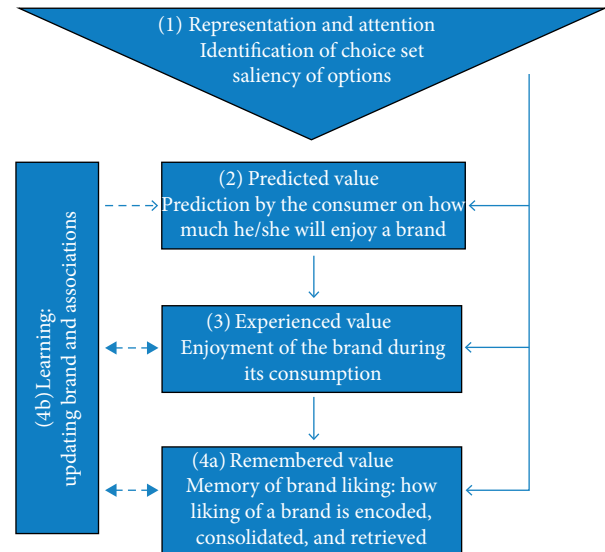 (1) Representation and attention
Identification of choice set
saliency of options
(2) Predicted value
Prediction by the consumer on how
much he/she will enjoy a brand
(3) Experienced value
Enjoyment of the brand during
its consumption
(4a) Remembered value
Memory of brand liking: how
liking of a brand is encoded,
consolidated, and retrieved
(4b) Learning:
updating brand and associations